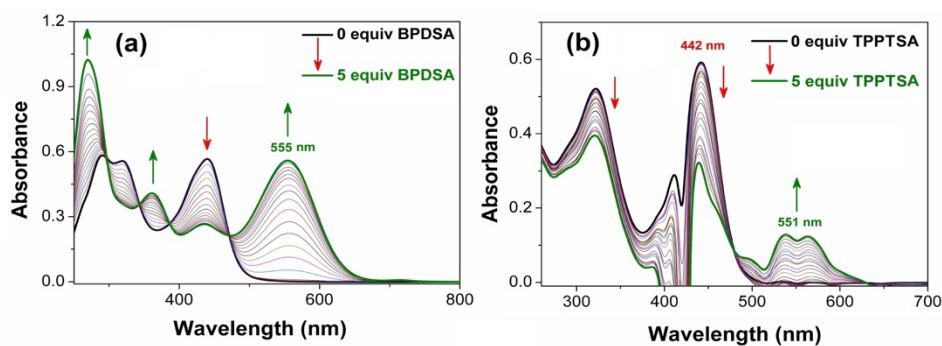 (a)
0 equiv BPDSA
5 equiv BPDSA
555 nm
Absorbance
1.2
0.9
0.6
0.3
0.0
400
600
800
Wavelength (nm)
(b)
442 nm
0 equiv TPPTSA
5 equiv TPPTSA
551 nm
Absorbance
0.6
0.4
0.2
0.0
300
400
500
600
700
Wavelength (nm)